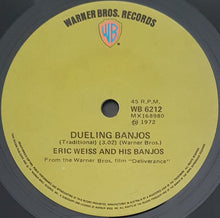 WARNER BROS. RECORDS
WB
45 R.P.M.
WB 6212
MX168980
℗ 1972
DUELING BANJOS
(Traditional) (3.02) (Warner Bros.)
ERIC WEISS AND HIS BANJOS
From the Warner Bros. film "Deliverance"